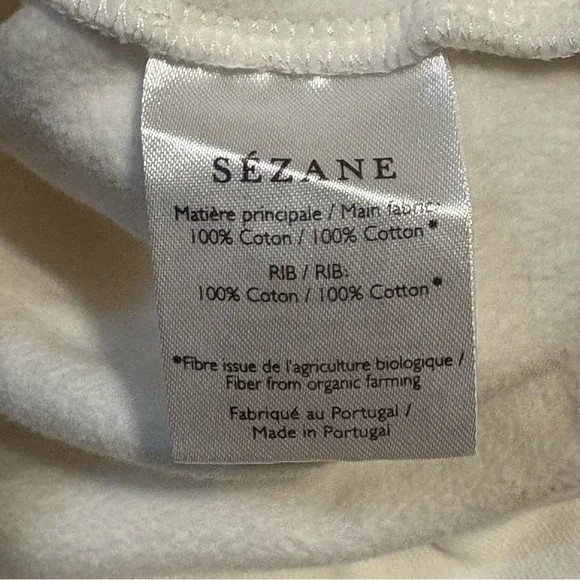 SÉZANE
Matière principale / Main fabric:
100% Coton / 100% Cotton*
RIB / RIB:
100% Coton / 100% Cotton*
*Fibre issue de l'agriculture biologique /
Fiber from organic farming
Fabriqué au Portugal /
Made in Portugal